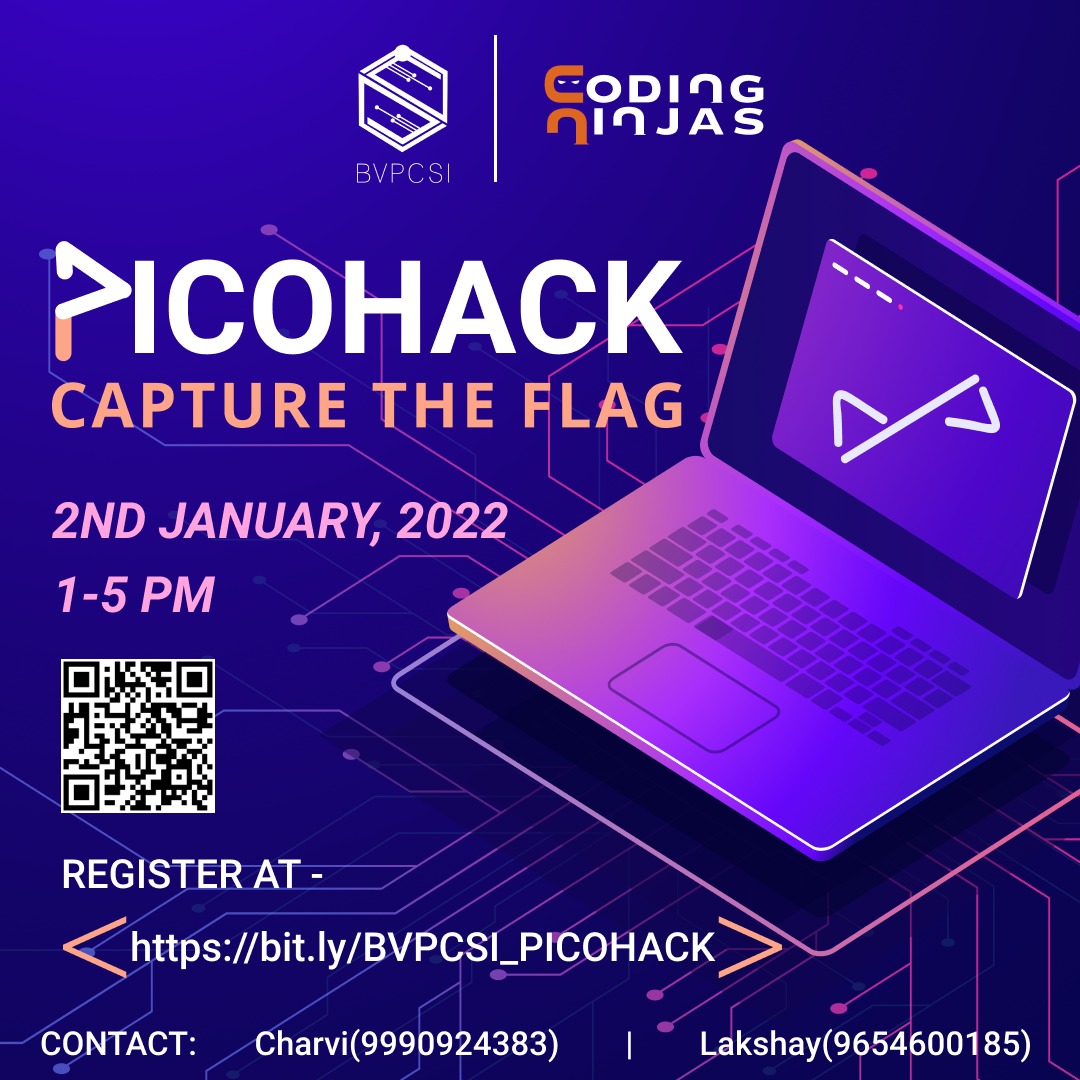 BVPCSI
CODING
NINJAS
PICOHACK
CAPTURE THE FLAG
2ND JANUARY, 2022
1-5 PM
REGISTER AT -
<https://bit.ly/BVPCSI_PICOHACK>
CONTACT: Charvi(9990924383) | Lakshay(9654600185)